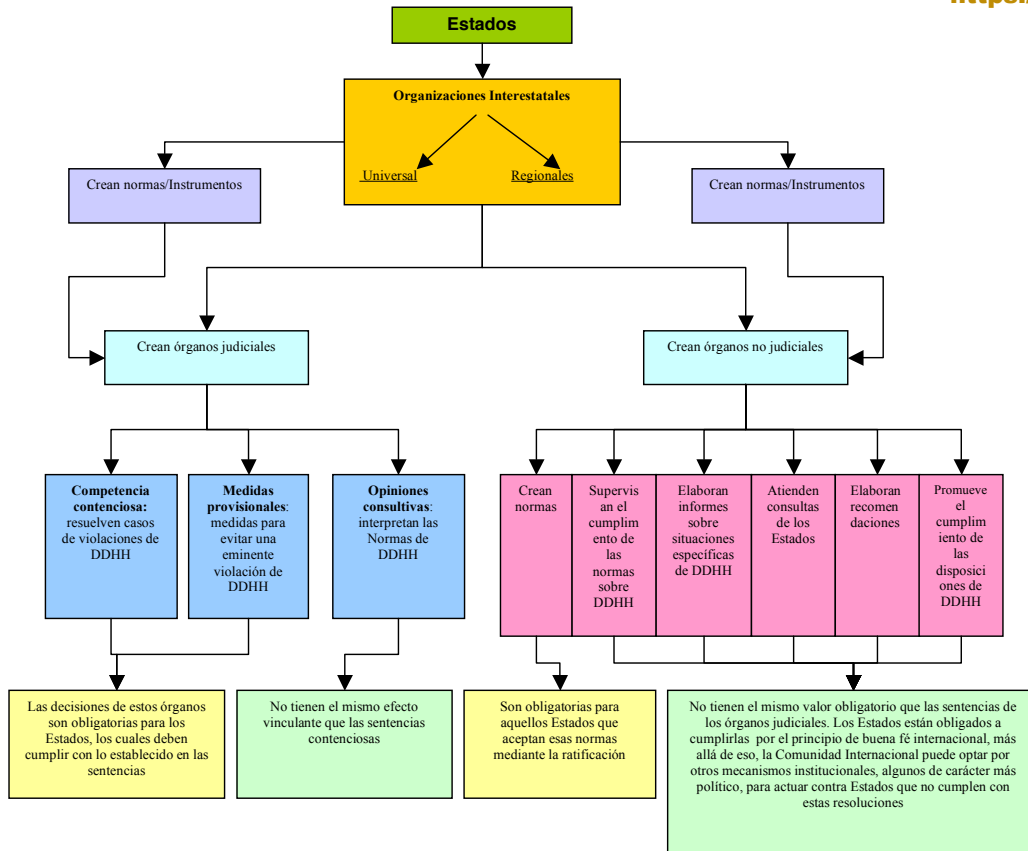 https:/
Estados
Organizaciones Interestatales
Universal
Regionales
Crean normas/Instrumentos
Crean normas/Instrumentos
Crean órganos judiciales
Crean órganos no judiciales
Competencia
contenciosa:
resuelven casos
de violaciones de
DDHH
Medidas
provisionales:
medidas para
evitar una
eminente
violación de
DDHH
Opiniones
consultivas:
interpretan las
Normas de
DDHH
Crean
normas
Supervis
an el
cumplim
ento de
las
normas
sobre
DDHH
Elaboran
informes
sobre
situaciones
específicas
de DDHH
Atienden
consultas
de los
Estados
Elaboran
recomen
daciones
Promueve
el
cumplim
iento de
las
disposici
ones de
DDHH
Las decisiones de estos órganos
son obligatorias para los
Estados, los cuales deben
cumplir con lo establecido en las
sentencias
No tienen el mismo efecto
vinculante que las sentencias
contenciosas
Son obligatorias para
aquellos Estados que
aceptan esas normas
mediante la ratificación
No tienen el mismo valor obligatorio que las sentencias de
los órganos judiciales. Los Estados están obligados a
cumplirlas por el principio de buena fé internacional, más
allá de eso, la Comunidad Internacional puede optar por
otros mecanismos institucionales, algunos de carácter más
político, para actuar contra Estados que no cumplen con
estas resoluciones